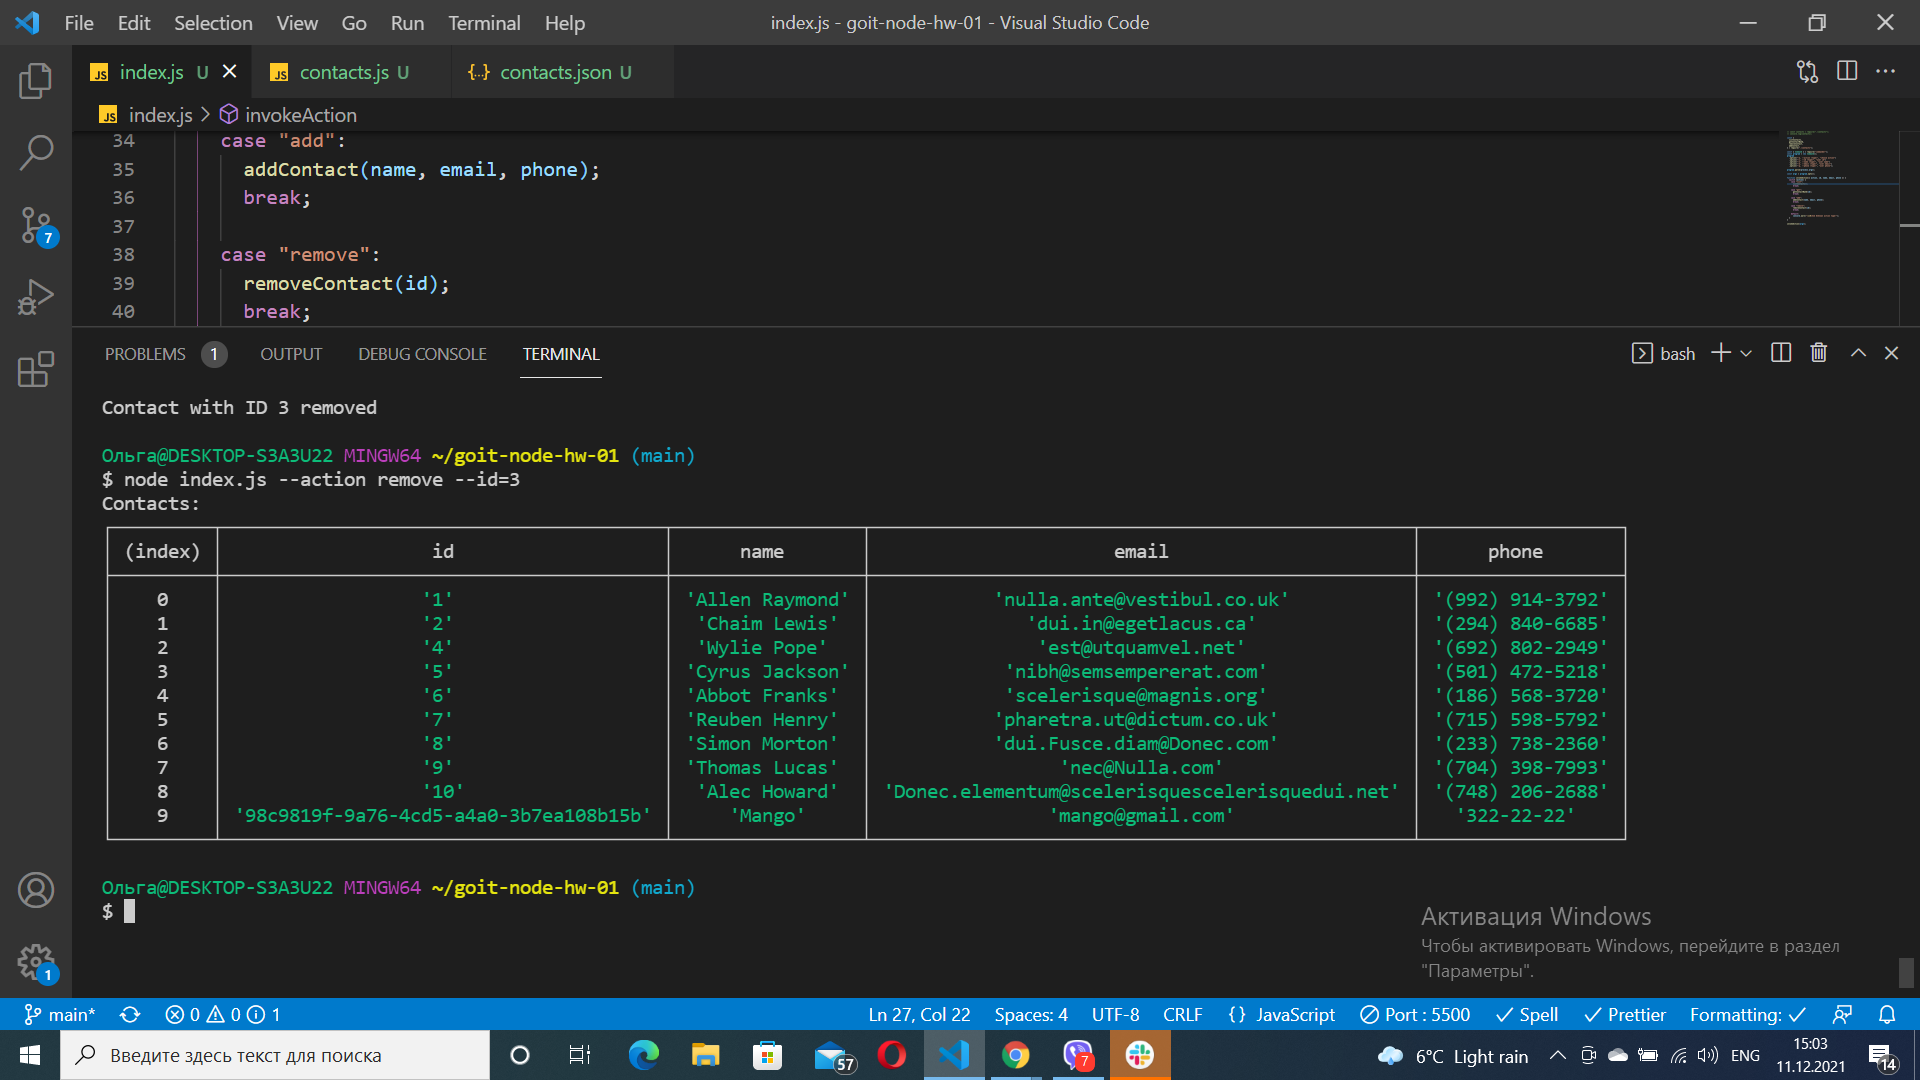 File Edit Selection View Go Run Terminal Help
index.js - goit-node-hw-01 - Visual Studio Code
index.js U contacts.js U {..} contacts.json U
index.js > invokeAction
34 case "add":
35 addContact(name, email, phone);
36 break;
37
38 case "remove":
39 removeContact(id);
40 break;
7
PROBLEMS 1 OUTPUT DEBUG CONSOLE TERMINAL
bash
Contact with ID 3 removed
Ольга@DESKTOP-S3A3U22 MINGW64 ~/goit-node-hw-01 (main)
$ node index.js --action remove --id=3
Contacts:
(index) id name email phone
0 '1' 'Allen Raymond' 'nulla.ante@vestibul.co.uk' '(992) 914-3792'
1 '2' 'Chaim Lewis' 'dui.in@egetlacus.ca' '(294) 840-6685'
2 '4' 'Wylie Pope' 'est@utquamvel.net' '(692) 802-2949'
3 '5' 'Cyrus Jackson' 'nibh@semsempererat.com' '(501) 472-5218'
4 '6' 'Abbot Franks' 'scelerisque@magnis.org' '(186) 568-3720'
5 '7' 'Reuben Henry' 'pharetra.ut@dictum.co.uk' '(715) 598-5792'
6 '8' 'Simon Morton' 'dui.Fusce.diam@Donec.com' '(233) 738-2360'
7 '9' 'Thomas Lucas' 'nec@Nulla.com' '(704) 398-7993'
8 '10' 'Alec Howard' 'Donec.elementum@scelerisquescelerisquedui.net' '(748) 206-2688'
9 '98c9819f-9a76-4cd5-a4a0-3b7ea108b15b' 'Mango' 'mango@gmail.com' '322-22-22'
Ольга@DESKTOP-S3A3U22 MINGW64 ~/goit-node-hw-01 (main)
$
Активация Windows
Чтобы активировать Windows, перейдите в раздел
"Параметры".
1
main* 0 0 1 Ln 27, Col 22 Spaces: 4 UTF-8 CRLF {} JavaScript Port : 5500 Spell Prettier Formatting:
Введите здесь текст для поиска
57
7
6°C Light rain
ENG
15:03
11.12.2021
14